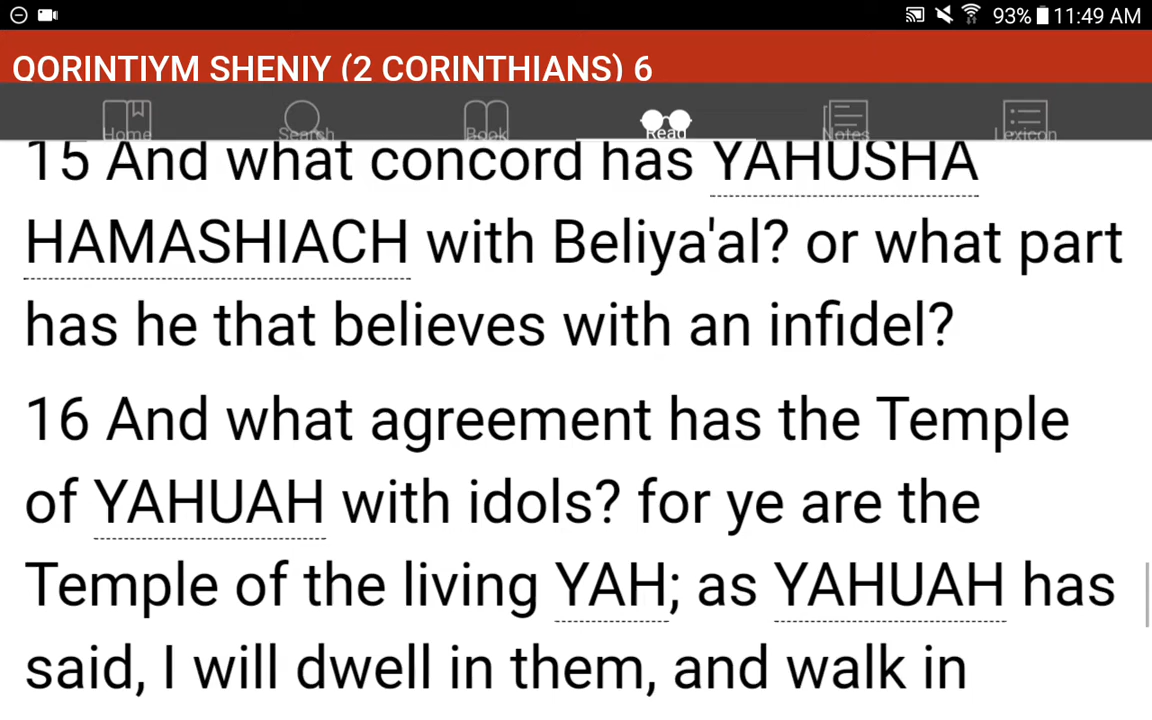 93% 11:49 AM
QORINTIYM SHENIY (2 CORINTHIANS) 6
Home Search Book Read Notes Lexicon
15 And what concord has YAHUSHA
HAMASHIACH with Beliya'al? or what part
has he that believes with an infidel?
16 And what agreement has the Temple
of YAHUAH with idols? for ye are the
Temple of the living YAH; as YAHUAH has
said, I will dwell in them, and walk in